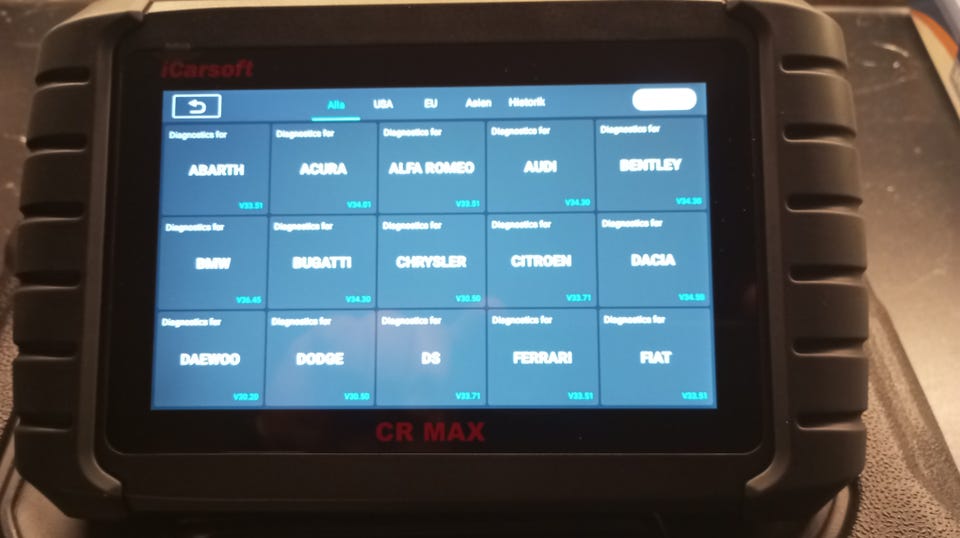 iCarsoft
Alla USA EU Asien Historik
Diagnostics for Diagnostics for Diagnostics for Diagnostics for Diagnostics for
ABARTH ACURA ALFA ROMEO AUDI BENTLEY
V33.51 V34.01 V33.51 V34.30 V34.30
Diagnostics for Diagnostics for Diagnostics for Diagnostics for Diagnostics for
BMW BUGATTI CHRYSLER CITROEN DACIA
V36.45 V34.30 V30.50 V33.71 V34.50
Diagnostics for Diagnostics for Diagnostics for Diagnostics for Diagnostics for
DAEWOO DODGE DS FERRARI FIAT
V30.20 V30.50 V33.71 V33.51 V33.51
CR MAX